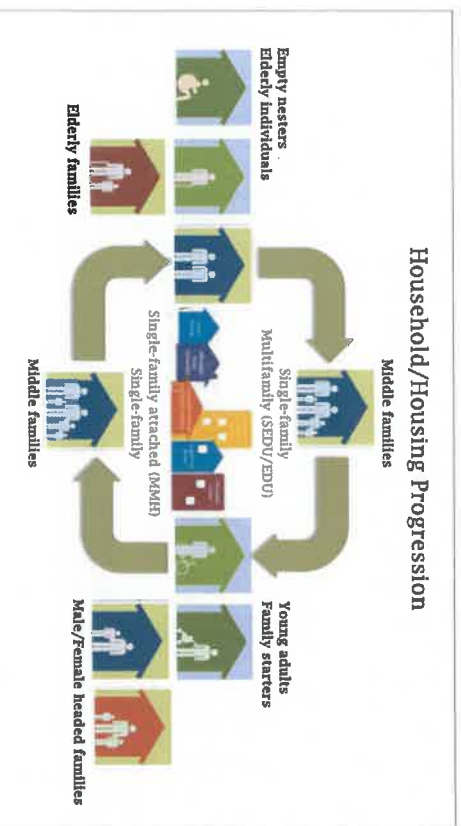 Household/Housing Progression
Middle families
Empty nesters
Elderly individuals
Single-family
Multifamily (SEDU/EDU)
Young adults
Family starters
Single-family attached (MMH)
Single-family
Elderly families
Middle families
Male/Female headed families